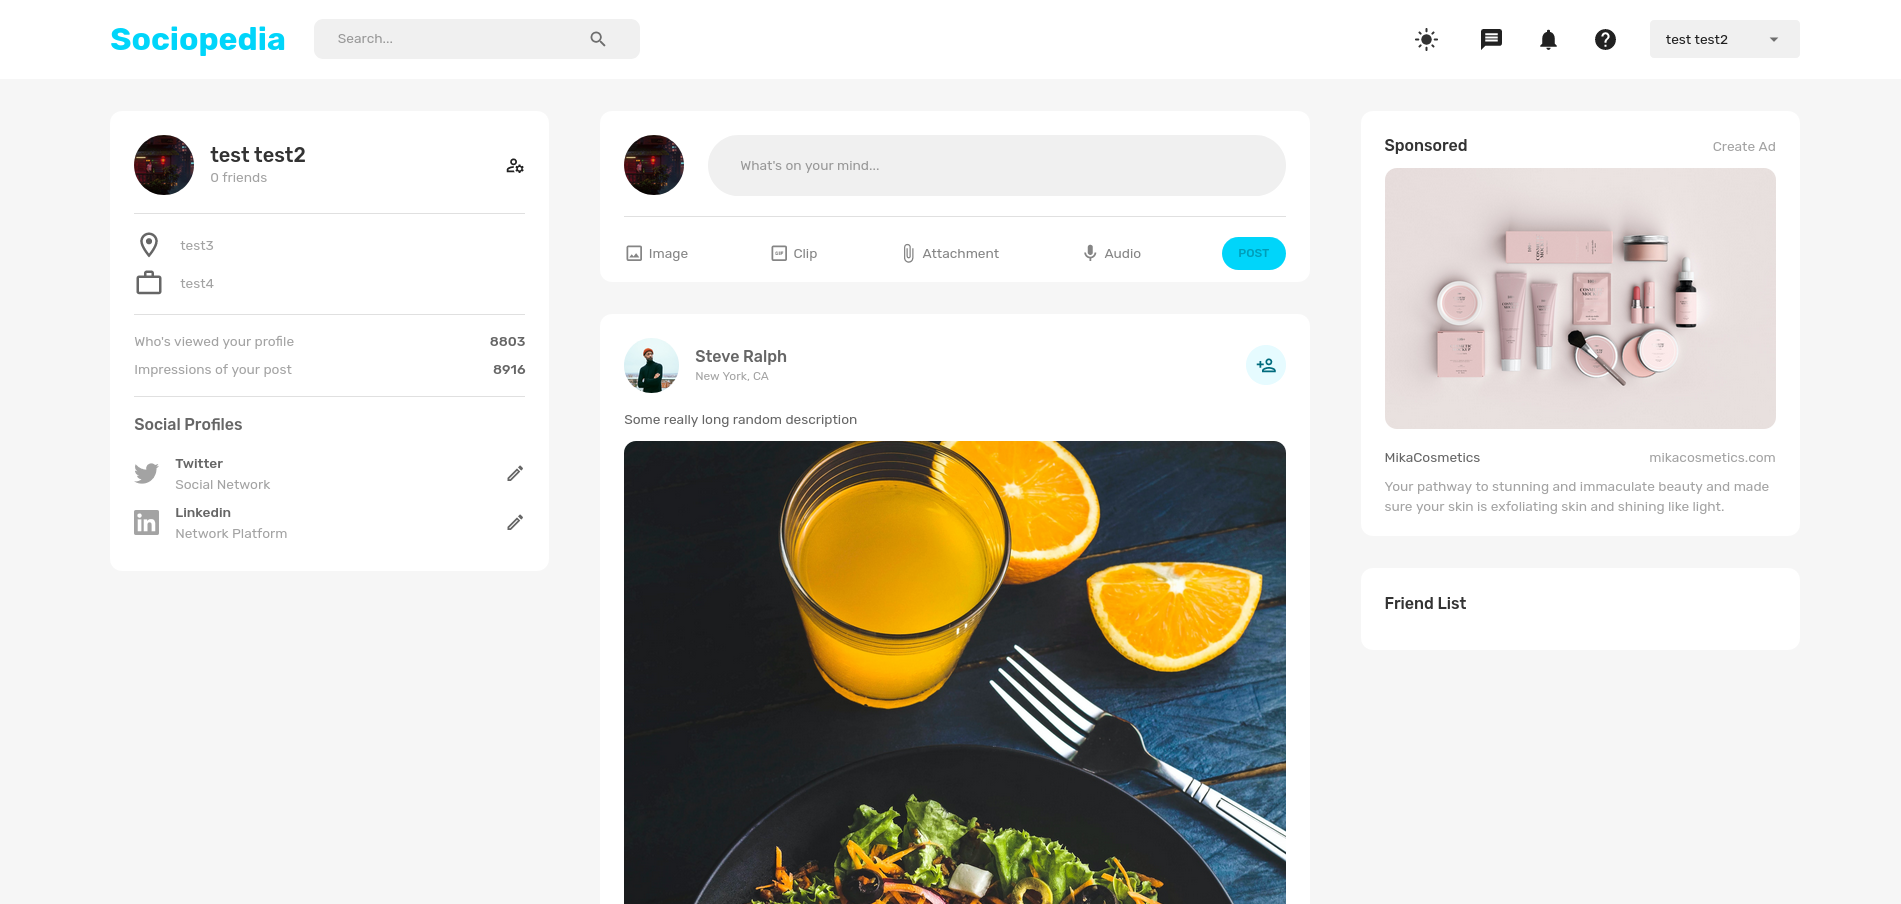 Sociopedia
Search...
test test2
test test2
0 friends
test3
test4
Who's viewed your profile 8803
Impressions of your post 8916
Social Profiles
Twitter
Social Network
Linkedin
Network Platform
What's on your mind...
Image Clip Attachment Audio POST
Steve Ralph
New York, CA
Some really long random description
Sponsored Create Ad
MikaCosmetics mikacosmetics.com
Your pathway to stunning and immaculate beauty and made
sure your skin is exfoliating skin and shining like light.
Friend List